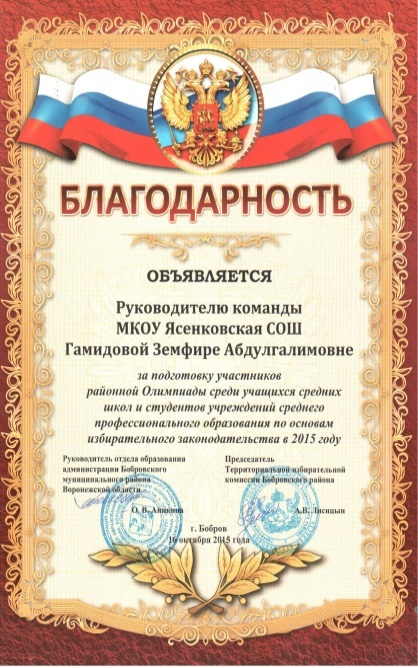 БЛАГОДАРНОСТЬ
ОБЪЯВЛЯЕТСЯ
Руководителю команды
МКОУ Ясенковская СОШ
Гамидовой Земфире Абдулгалимовне
за подготовку участников
районной Олимпиады среди учащихся средних
школ и студентов учреждений среднего
профессионального образования по основам
избирательного законодательства в 2015 году
Руководитель отдела образования
администрации Бобровского
муниципального района
Воронежской области
О. В. Аникина
Председатель
Территориальной избирательной
комиссии Бобровского района
А.В. Лисицын
г. Бобров
16 октября 2015 года